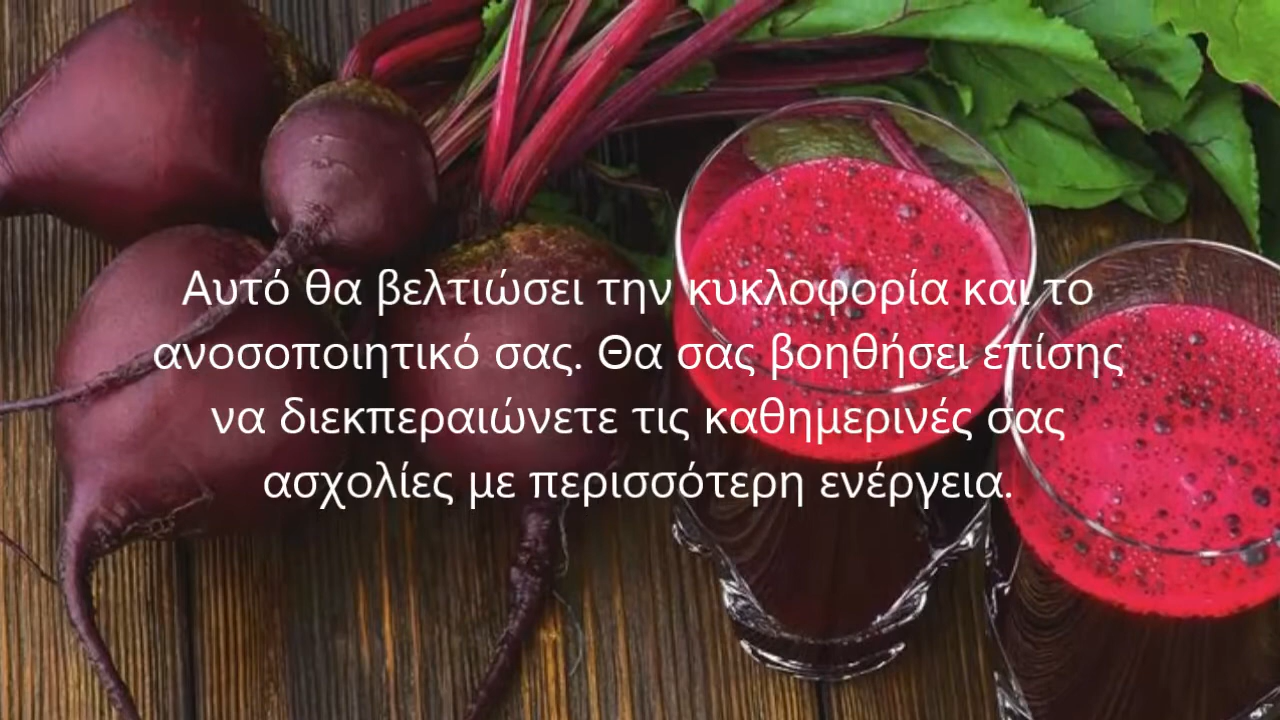 Αυτό θα βελτιώσει την κυκλοφορία και το
ανοσοποιητικό σας. Θα σας βοηθήσει επίσης
να διεκπεραιώνετε τις καθημερινές σας
ασχολίες με περισσότερη ενέργεια.